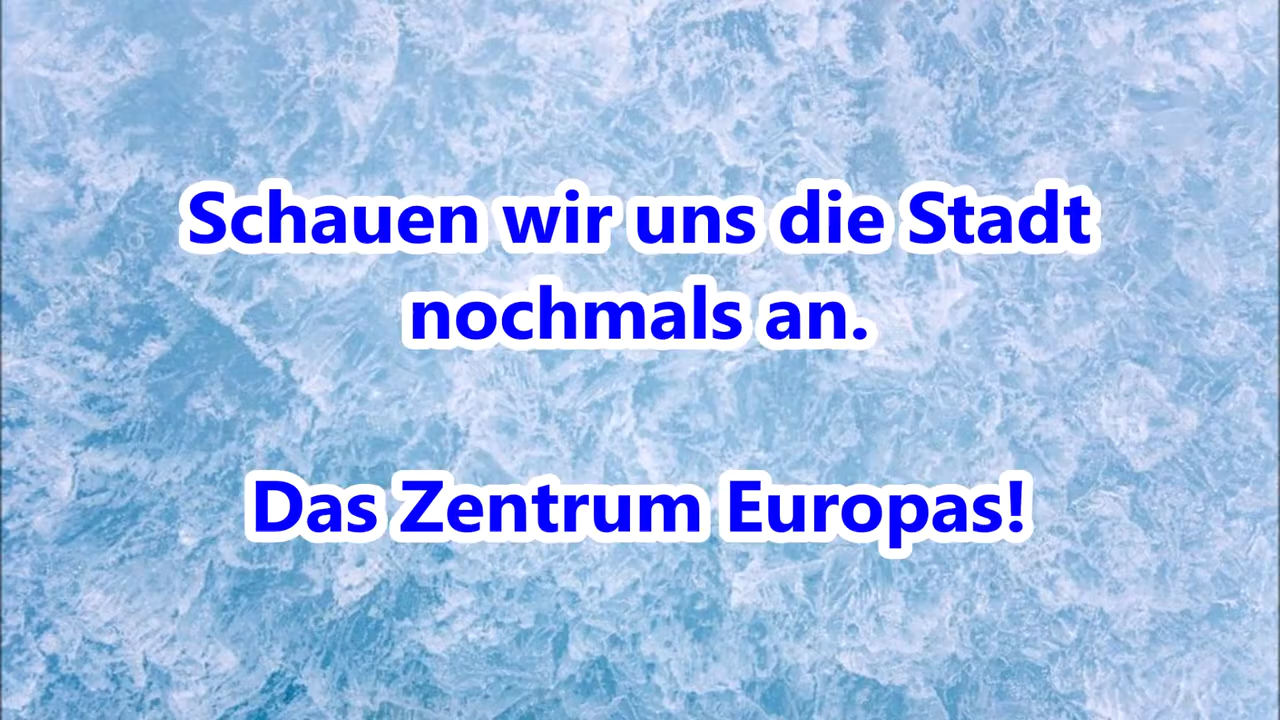 Schauen wir uns die Stadt
nochmals an.
Das Zentrum Europas!